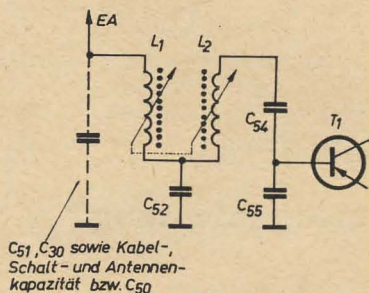 EA
L1
L2
C54
T1
C52
C55
C51, C30 sowie Kabel-,
Schalt- und Antennen-
kapazität bzw. C50